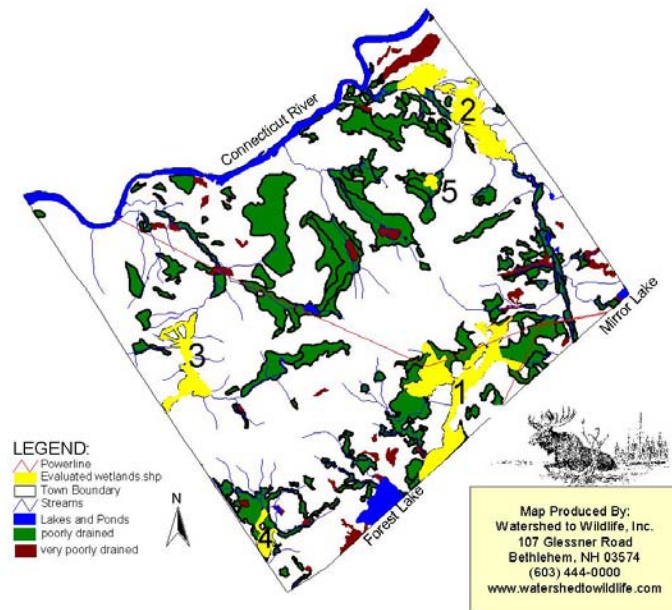 Connecticut River
2
5
Mirror Lake
3
1
LEGEND:
Powerline
Evaluated wetlands.shp
Town Boundary
Streams
Lakes and Ponds
poorly drained
very poorly drained
N
4
Forest Lake
Map Produced By:
Watershed to Wildlife, Inc.
107 Glessner Road
Bethlehem, NH 03574
(603) 444-0000
www.watershedtowildlife.com